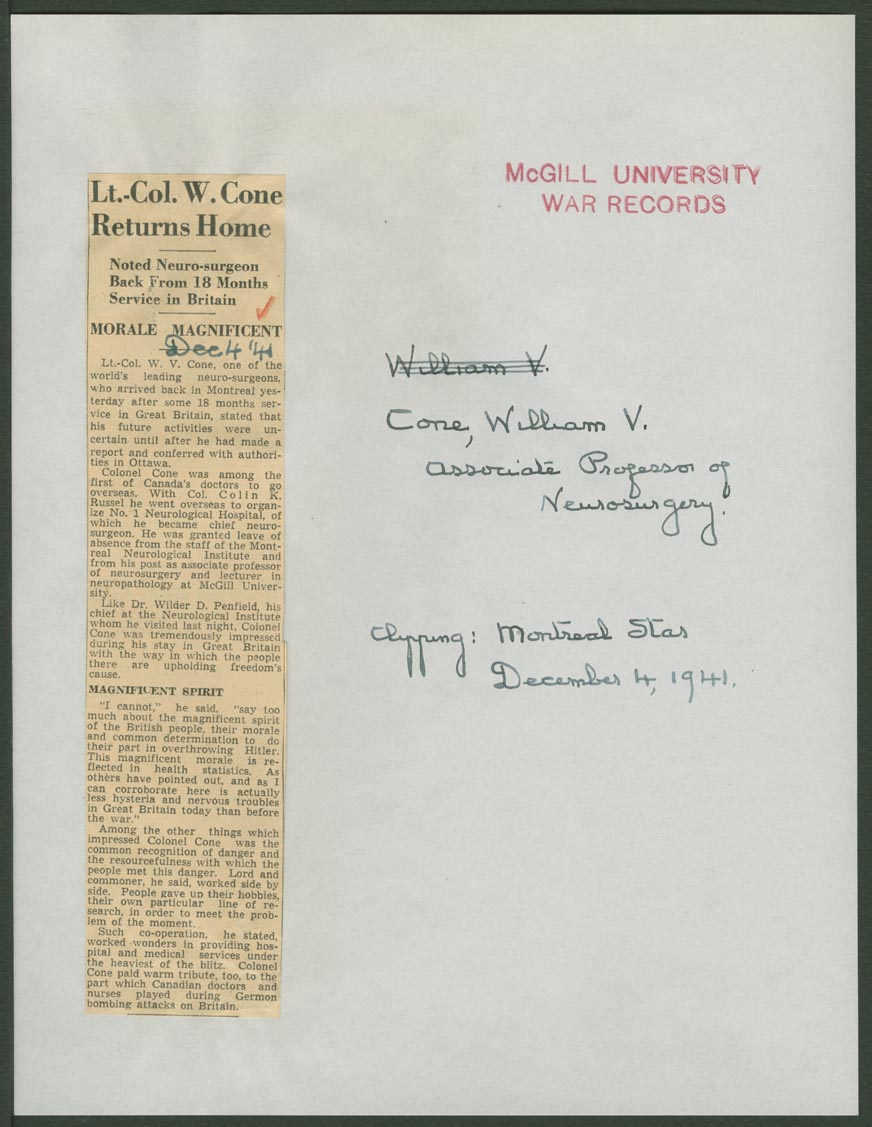 McGILL UNIVERSITY
WAR RECORDS
Lt.-Col. W. Cone
Returns Home
Noted Neuro-surgeon
Back From 18 Months
Service in Britain
MORALE MAGNIFICENT
Dec 4 '41
Lt.-Col. W. V. Cone, one of the
world's leading neuro-surgeons,
who arrived back in Montreal yes-
terday after some 18 months ser-
vice in Great Britain, stated that
his future activities were un-
certain until after he had made a
report and conferred with authori-
ties in Ottawa.
Colonel Cone was among the
first of Canada's doctors to go
overseas. With Col. Colin K.
Russel he went overseas to organ-
ize No. 1 Neurological Hospital, of
which he became chief neuro-
surgeon. He was granted leave of
absence from the staff of the Mont-
real Neurological Institute and
from his post as associate professor
of neurosurgery and lecturer in
neuropathology at McGill Univer-
sity.
Like Dr. Wilder D. Penfield, his
chief at the Neurological Institute
whom he visited last night, Colonel
Cone was tremendously impressed
during his stay in Great Britain
with the way in which the people
there are upholding freedom's
cause.
MAGNIFICENT SPIRIT
"I cannot," he said, "say too
much about the magnificent spirit
of the British people, their morale
and common determination to do
their part in overthrowing Hitler.
This magnificent morale is re-
flected in health statistics. As
others have pointed out, and as I
can corroborate here is actually
less hysteria and nervous troubles
in Great Britain today than before
the war."
Among the other things which
impressed Colonel Cone was the
common recognition of danger and
the resourcefulness with which the
people met this danger. Lord and
commoner, he said, worked side by
side. People gave up their hobbies,
their own particular line of re-
search, in order to meet the prob-
lem of the moment.
Such co-operation, he stated,
worked wonders in providing hos-
pital and medical services under
the heaviest of the blitz. Colonel
Cone paid warm tribute, too, to the
part which Canadian doctors and
nurses played during Germon
bombing attacks on Britain.
William V.
Cone, William V.
Associate Professor of
Neurosurgery.
Clipping: Montreal Star
December 4, 1941.